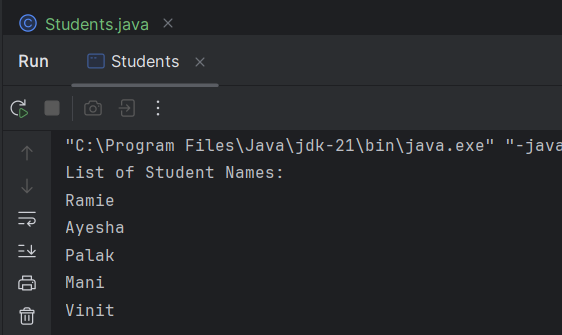 Students.java
Run Students
"C:\Program Files\Java\jdk-21\bin\java.exe" "-java
List of Student Names:
Ramie
Ayesha
Palak
Mani
Vinit